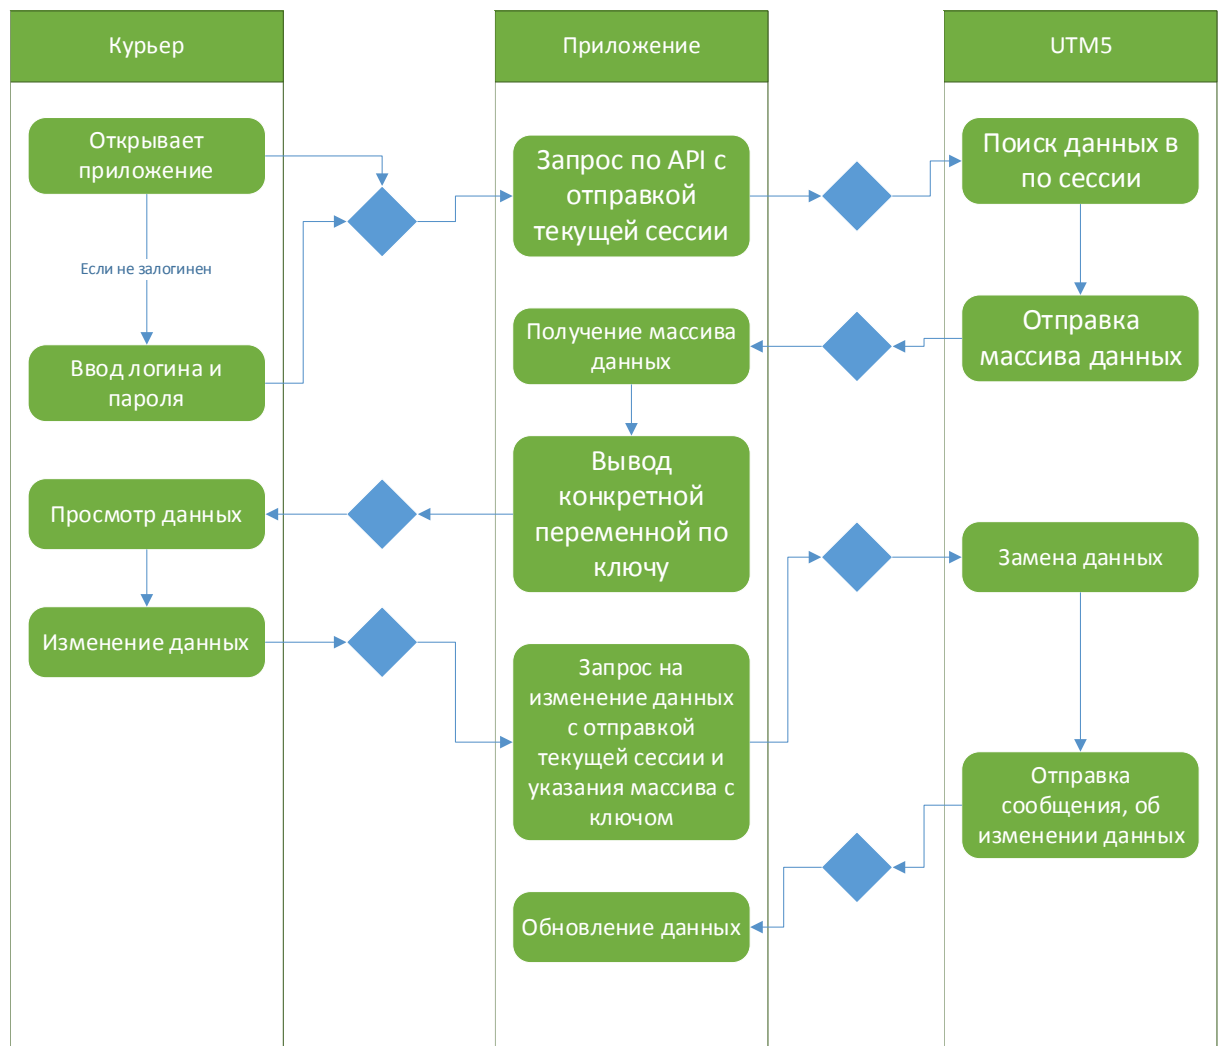 Курьер
Приложение
UTM5
Открывает
приложение
Если не залогинен
Ввод логина и
пароля
Просмотр данных
Изменение данных
Запрос по API с
отправкой
текущей сессии
Получение массива
данных
Вывод
конкретной
переменной по
ключу
Запрос на
изменение данных
с отправкой
текущей сессии и
указания массива с
ключом
Обновление данных
Поиск данных в
по сессии
Отправка
массива данных
Замена данных
Отправка
сообщения, об
изменении данных